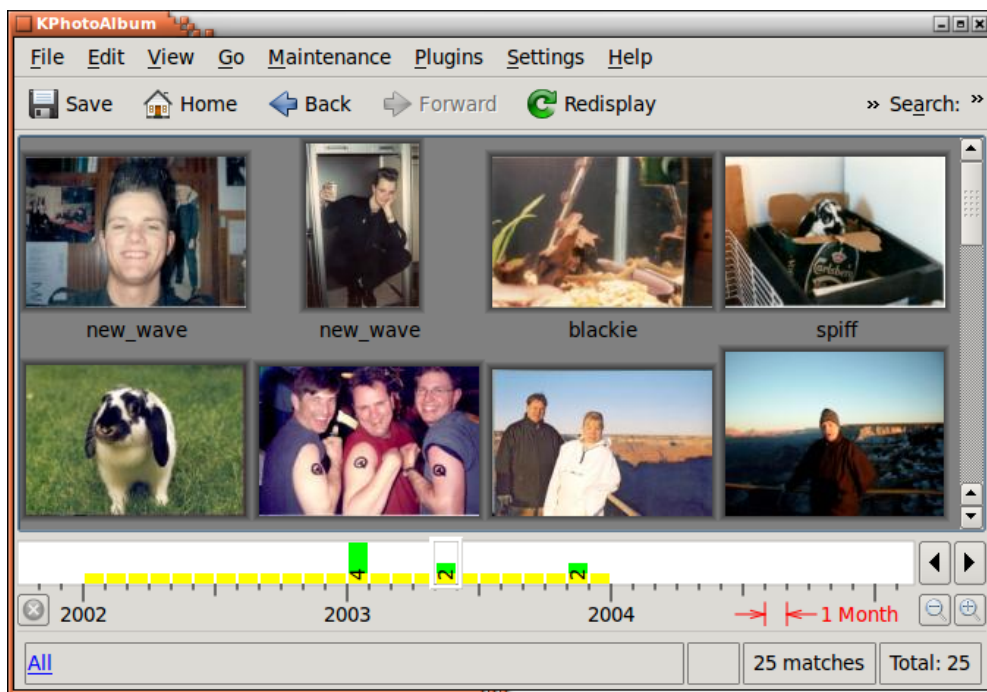 KPhotoAlbum
File Edit View Go Maintenance Plugins Settings Help
Save Home Back Forward Redisplay » Search: »
new_wave new_wave blackie spiff
Carlsberg
4 2 2
2002 2003 2004 1 Month
All 25 matches Total: 25